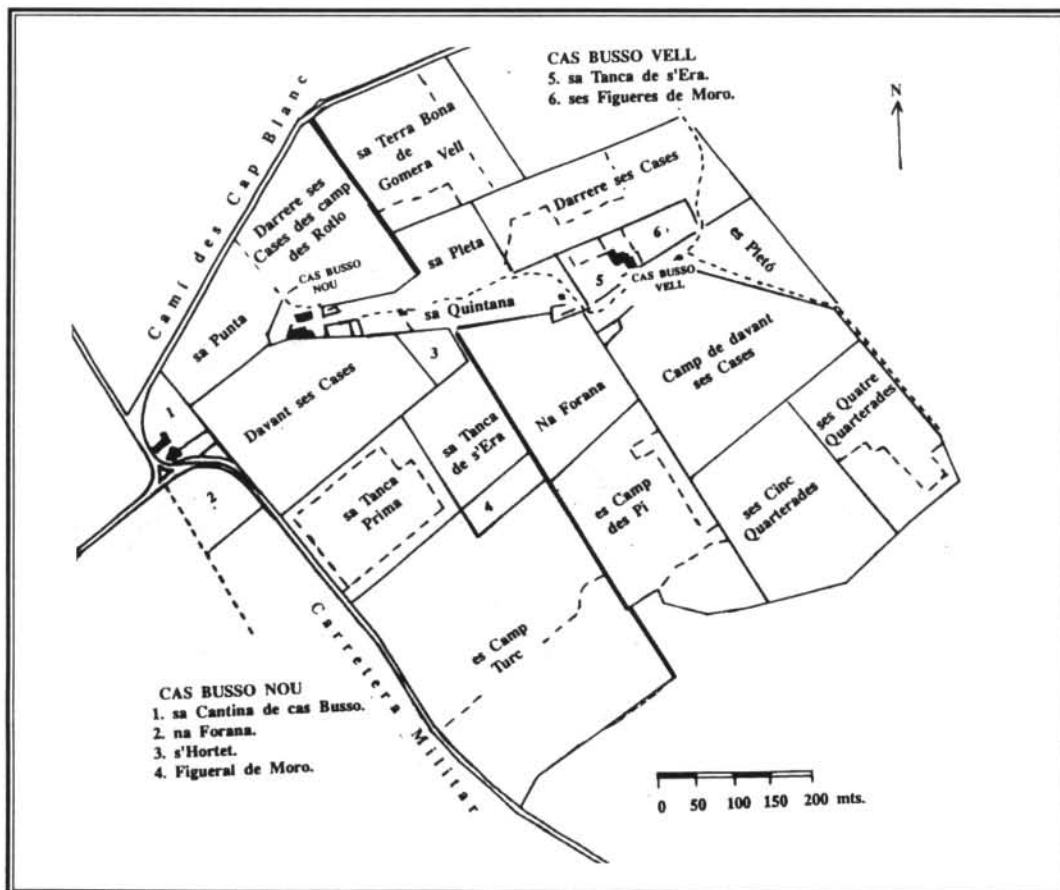 CAS BUSSO VELL
5. sa Tanca de s'Era.
6. ses Figueres de Moro.
N
Camí des Cap Blanc
sa Terra Bona
de
Gomera Vell
Darrere ses
Cases des camp
des Rotlo
Darrere ses Cases
sa Pleta
es Pletó
6
5
CAS BUSSO
VELL
CAS BUSSO
NOU
sa Quintana
sa Punta
3
Camp de davant
ses Cases
Davant ses Cases
Na Forana
ses Quatre
Quarterades
1
sa Tanca
de s'Era
sa Tanca
Prima
4
es Camp
des Pi
ses Cinc
Quarterades
2
es Camp
Turc
Carretera Militar
CAS BUSSO NOU
1. sa Cantina de cas Busso.
2. na Forana.
3. s'Hortet.
4. Figueral de Moro.
0 50 100 150 200 mts.